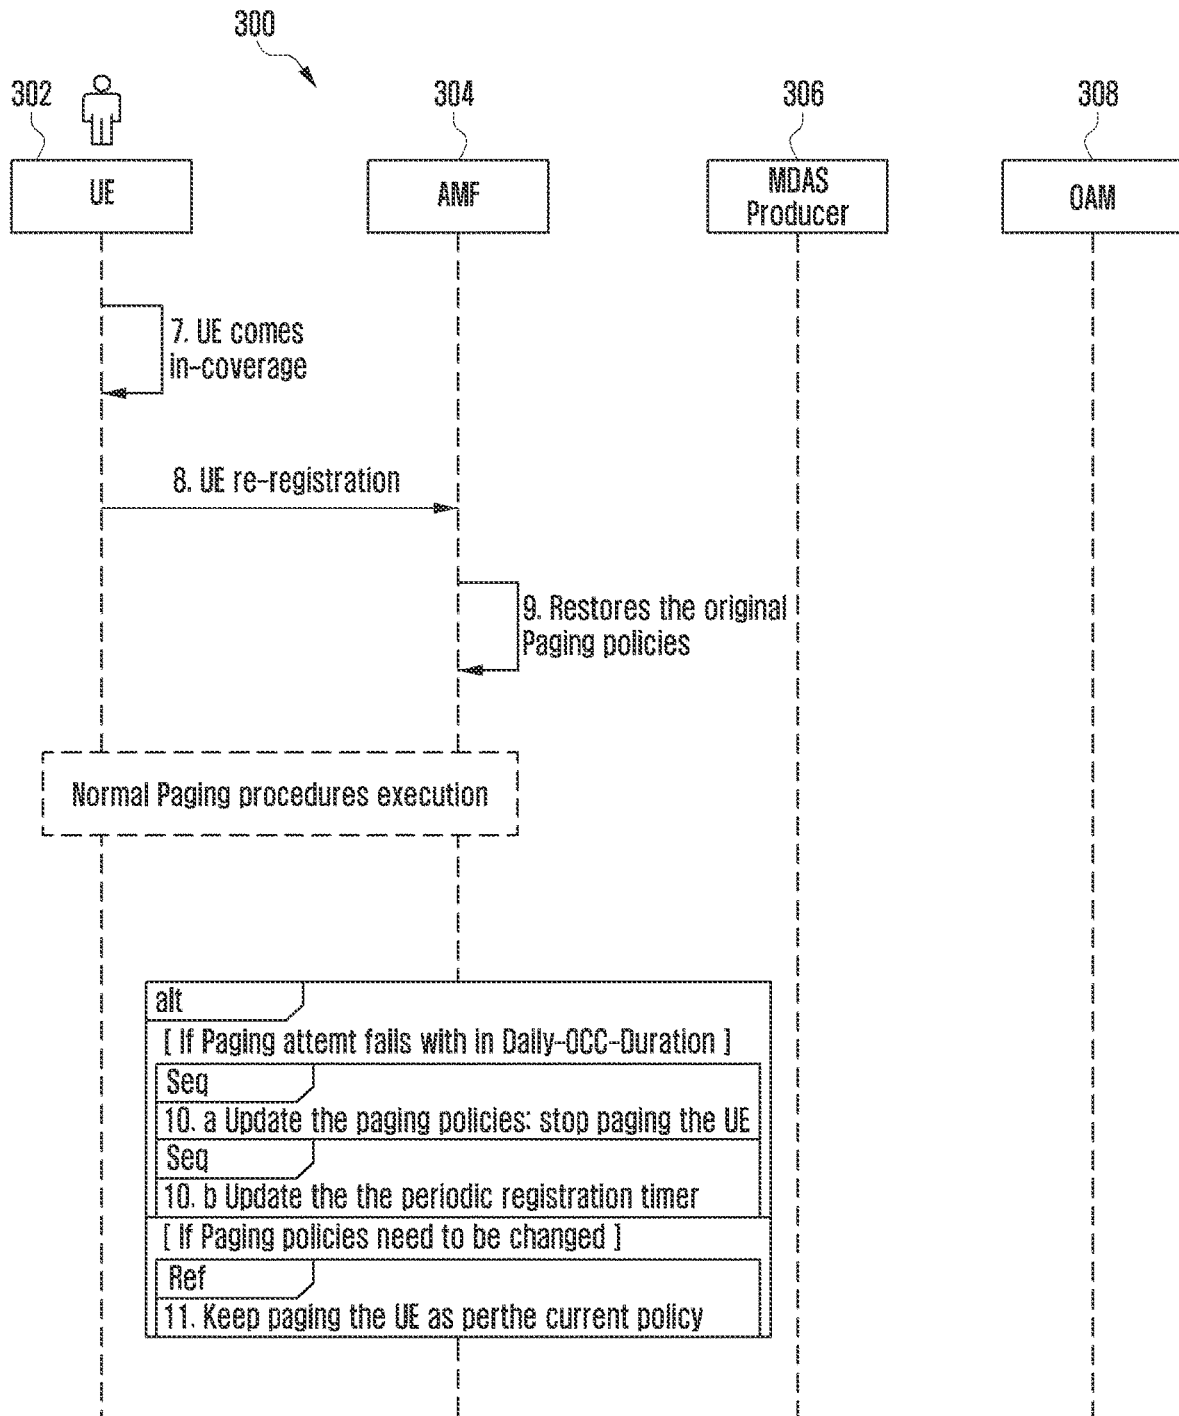 300
302
304
306
308
UE
AMF
MDAS
Producer
OAM
7. UE comes
in-coverage
8. UE re-registration
9. Restores the original
Paging policies
Normal Paging procedures execution
alt
[ If Paging attemt fails with in Daily-OCC-Duration ]
Seq
10. a Update the paging policies: stop paging the UE
Seq
10. b Update the the periodic registration timer
[ If Paging policies need to be changed ]
Ref
11. Keep paging the UE as perthe current policy